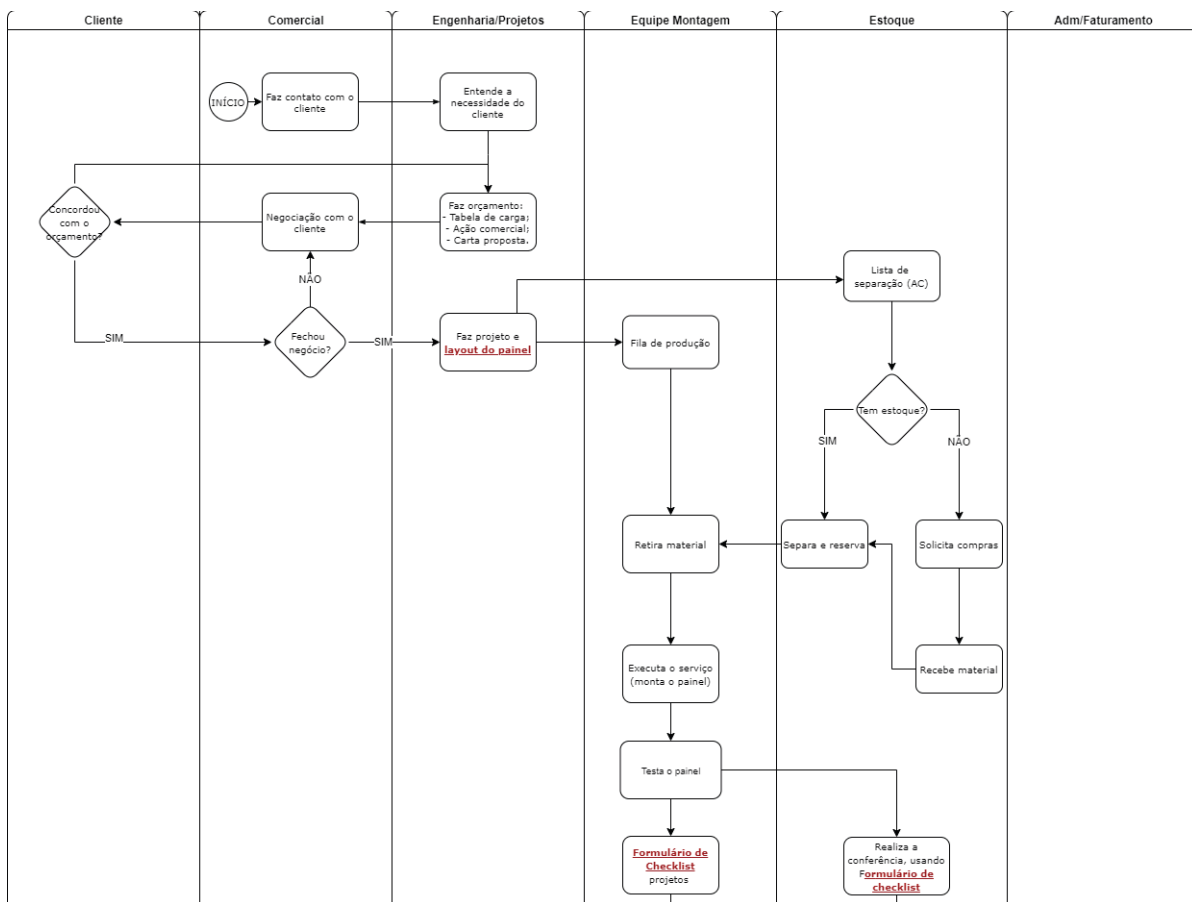 Cliente
Comercial
Engenharia/Projetos
Equipe Montagem
Estoque
Adm/Faturamento
INÍCIO
Faz contato com o
cliente
Entende a
necessidade do
cliente
Concordou
com o
orçamento?
Negociação com o
cliente
Faz orçamento:
- Tabela de carga;
- Ação comercial;
- Carta proposta.
Lista de
separação (AC)
NÃO
SIM
Fechou
negócio?
SIM
Faz projeto e
layout do painel
Fila de produção
Tem estoque?
SIM
NÃO
Retira material
Separa e reserva
Solicita compras
Executa o serviço
(monta o painel)
Recebe material
Testa o painel
Formulário de
Checklist
projetos
Realiza a
conferência, usando
Formulário de
checklist